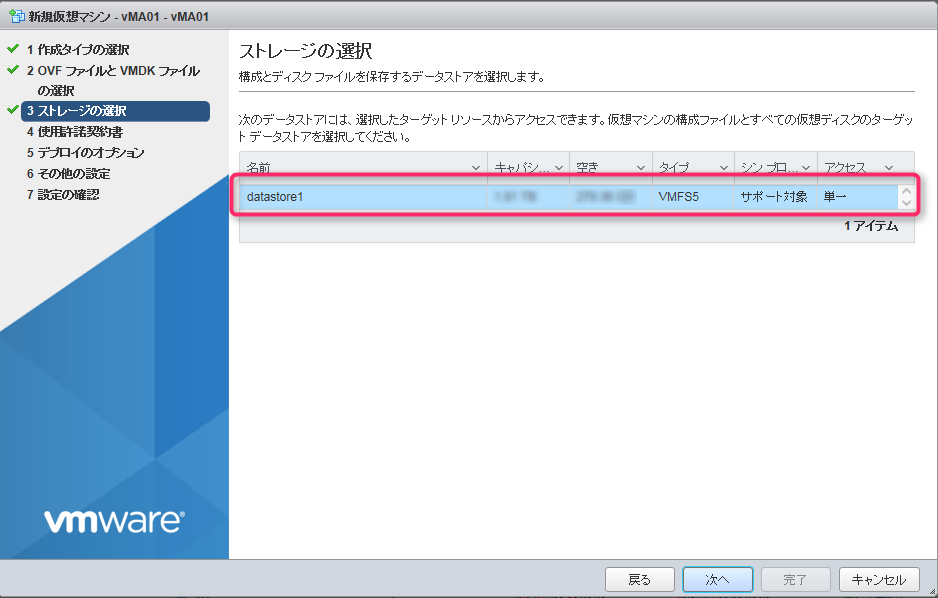 新規仮想マシン - vMA01 - vMA01
1 作成タイプの選択
2 OVF ファイルと VMDK ファイル
の選択
3 ストレージの選択
4 使用許諾契約書
5 デプロイのオプション
6 その他の設定
7 設定の確認
ストレージの選択
構成とディスク ファイルを保存するデータストアを選択します。
次のデータストアには、選択したターゲット リソースからアクセスできます。仮想マシンの構成ファイルとすべての仮想ディスクのターゲッ
ト データストアを選択してください。
名前 キャパシ... 空き タイプ シン プロ... アクセス
datastore1 VMFS5 サポート対象 単一
1 アイテム
vmware®
戻る 次へ 完了 キャンセル